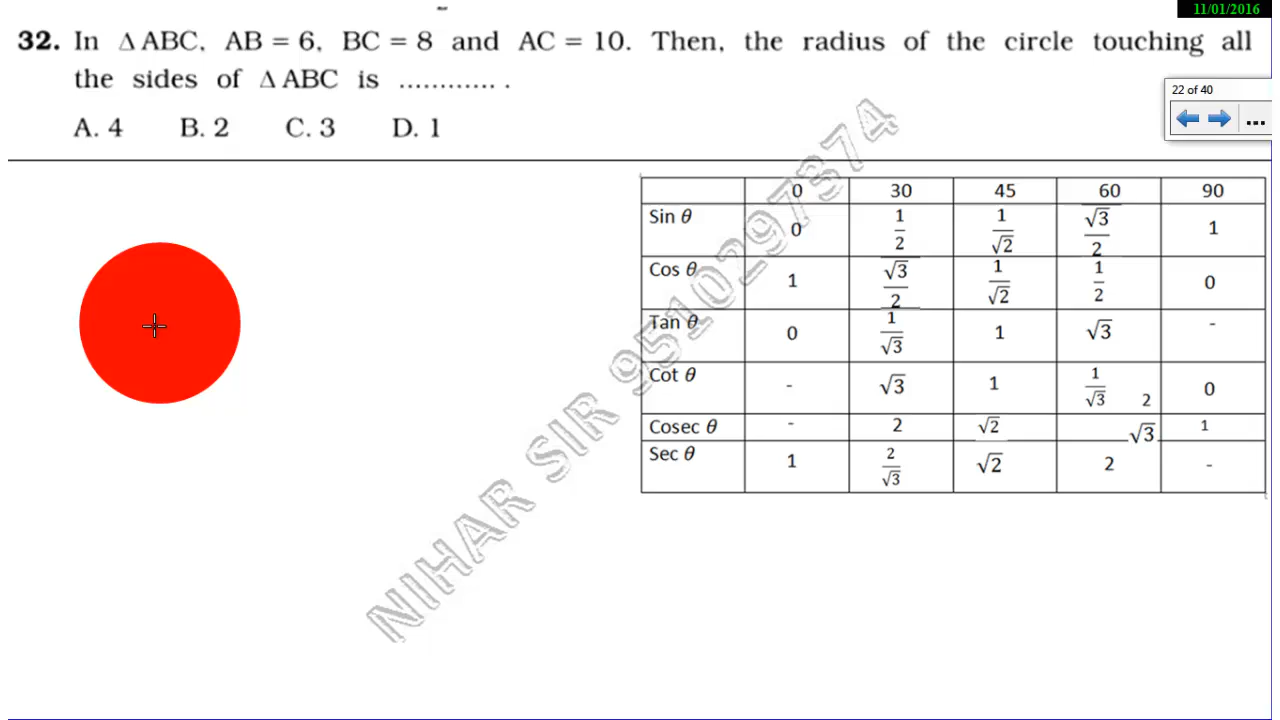 11/01/2016
32. In Δ ABC, AB = 6, BC = 8 and AC = 10. Then, the radius of the circle touching all
the sides of Δ ABC is ............ .
A. 4 B. 2 C. 3 D. 1
22 of 40
...
0 30 45 60 90
Sin θ 0 1/2 1/√2 √3/2 1
Cos θ 1 √3/2 1/√2 1/2 0
Tan θ 0 1/√3 1 √3 -
Cot θ - √3 1 1/√3 0
Cosec θ - 2 √2 2/√3 1
Sec θ 1 2/√3 √2 2 -
NIHAR SIR 9510297374